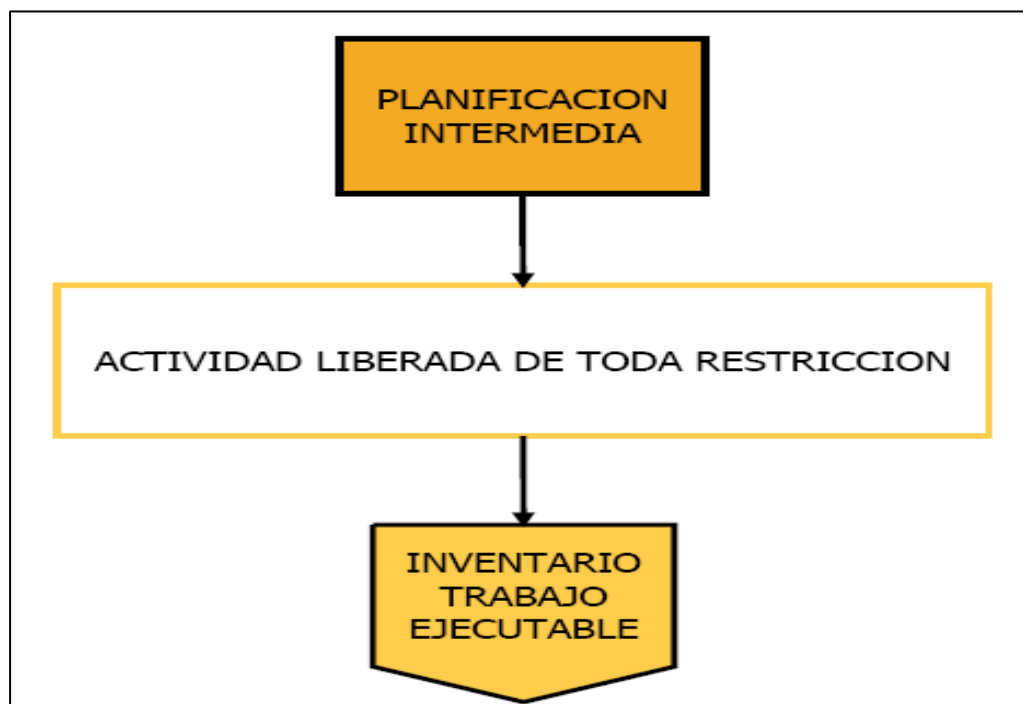 PLANIFICACION
INTERMEDIA
ACTIVIDAD LIBERADA DE TODA RESTRICCION
INVENTARIO
TRABAJO
EJECUTABLE